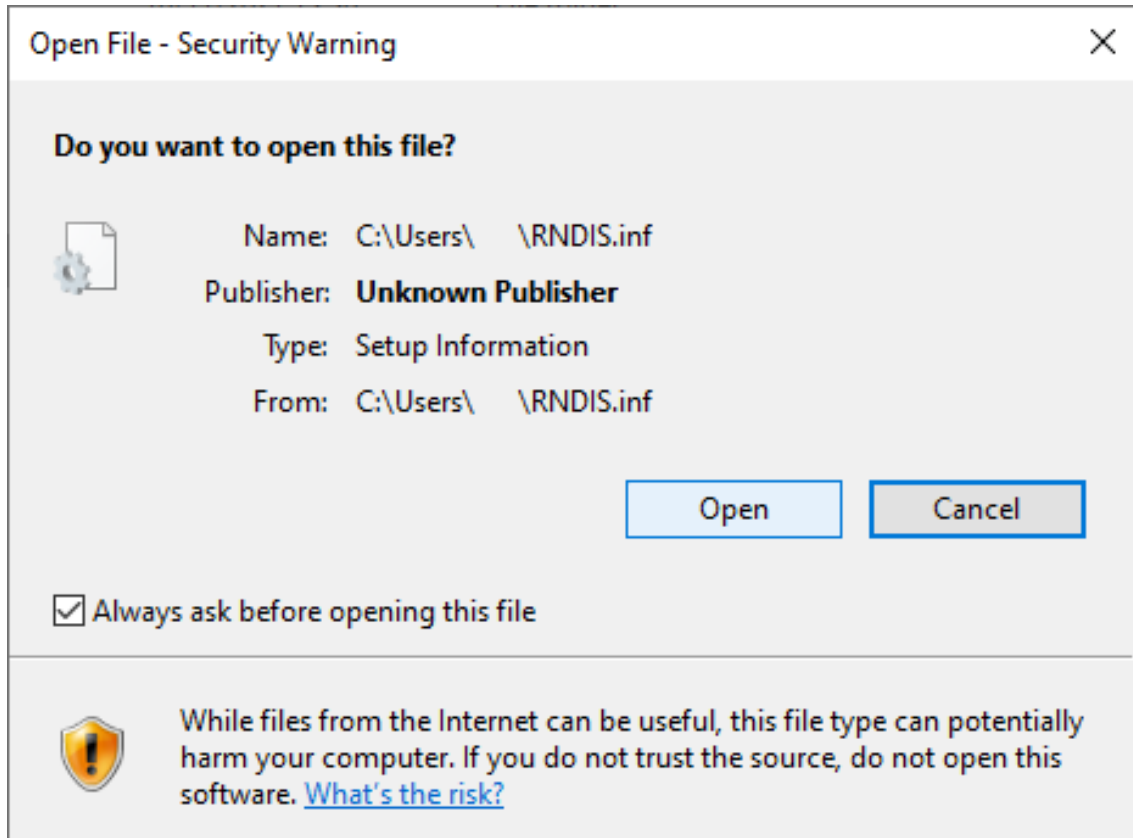 Open File - Security Warning
Do you want to open this file?
Name: C:\Users\ \RNDIS.inf
Publisher: Unknown Publisher
Type: Setup Information
From: C:\Users\ \RNDIS.inf
Open Cancel
Always ask before opening this file
While files from the Internet can be useful, this file type can potentially
harm your computer. If you do not trust the source, do not open this
software. What's the risk?